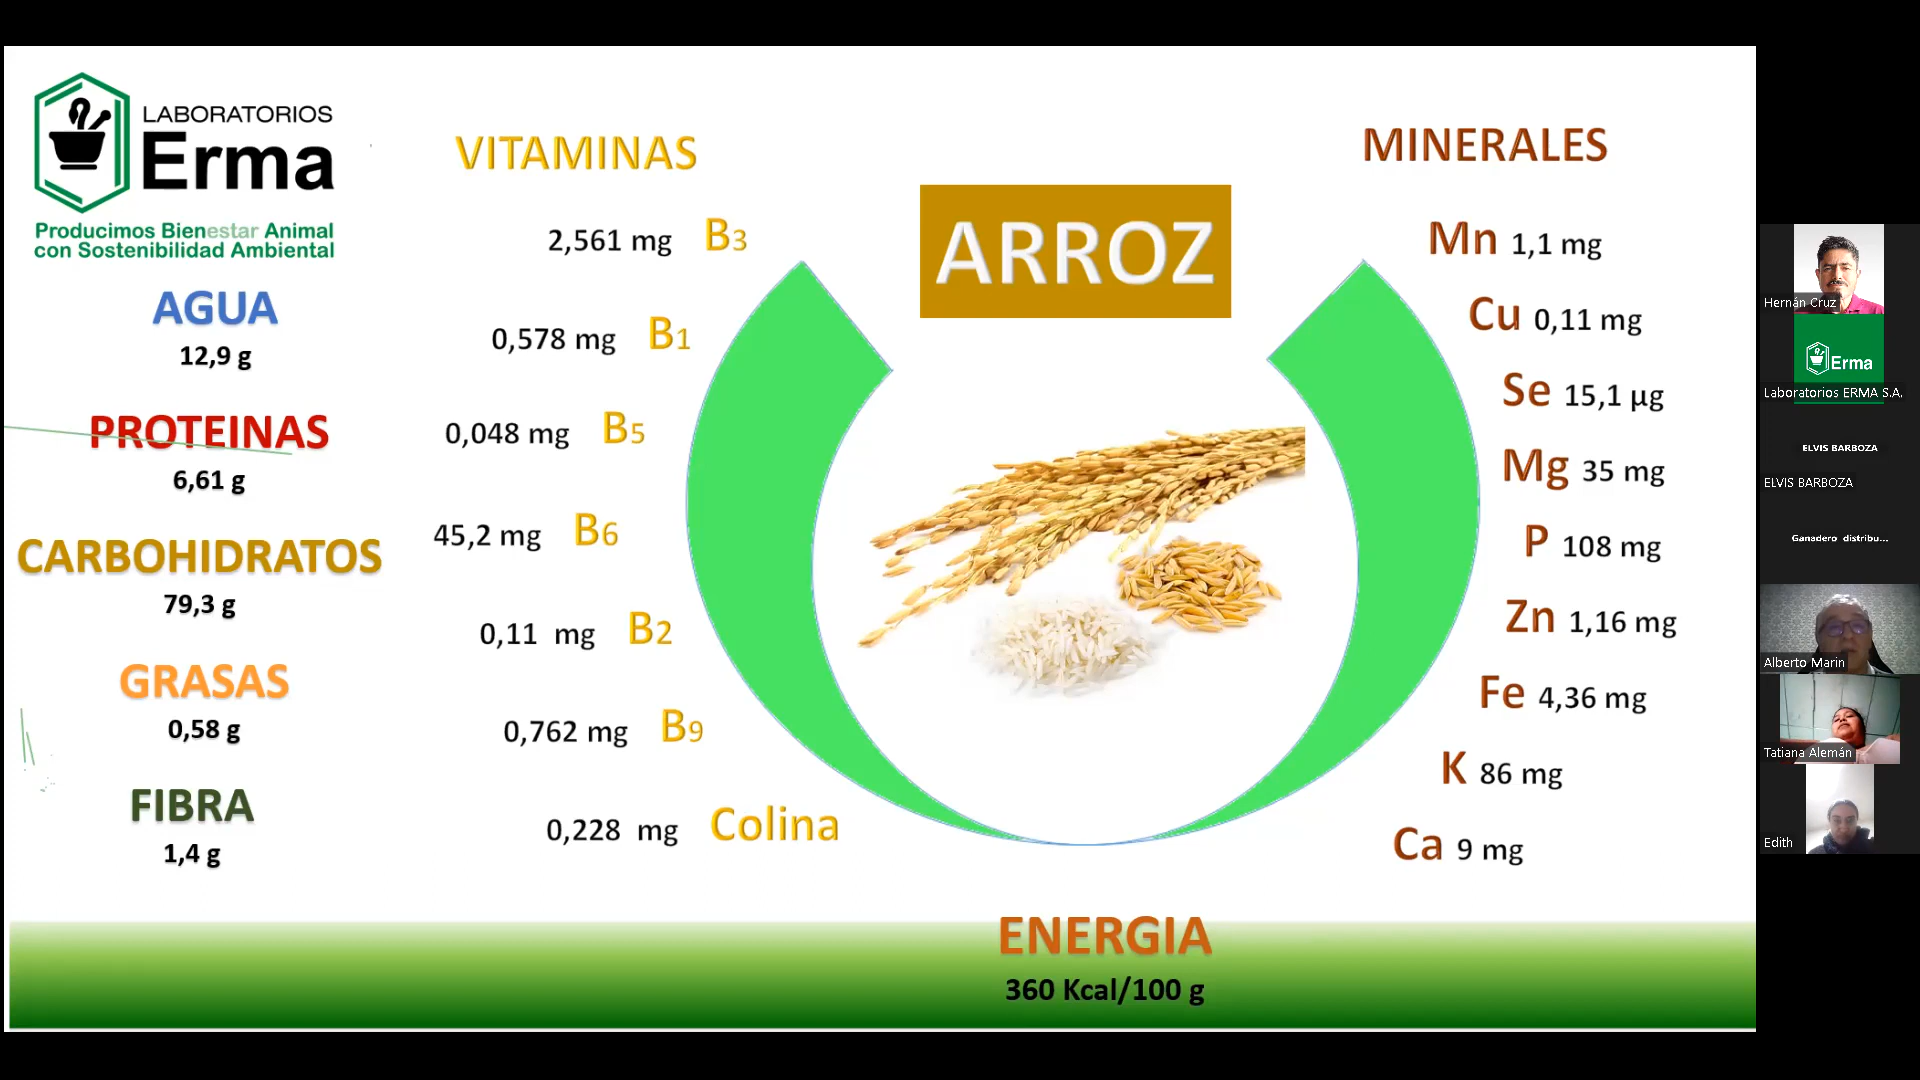 LABORATORIOS
Erma
Producimos Bienestar Animal
con Sostenibilidad Ambiental
AGUA
12,9 g
PROTEINAS
6,61 g
CARBOHIDRATOS
79,3 g
GRASAS
0,58 g
FIBRA
1,4 g
VITAMINAS
2,561 mg B3
0,578 mg B1
0,048 mg B5
45,2 mg B6
0,11 mg B2
0,762 mg B9
0,228 mg Colina
ARROZ
MINERALES
Mn 1,1 mg
Cu 0,11 mg
Se 15,1 µg
Mg 35 mg
P 108 mg
Zn 1,16 mg
Fe 4,36 mg
K 86 mg
Ca 9 mg
ENERGIA
360 Kcal/100 g
Hernán Cruz
Erma
Laboratorios ERMA S.A.
ELVIS BARBOZA
ELVIS BARBOZA
Ganadero distribu...
Alberto Marin
Tatiana Alemán
Edith